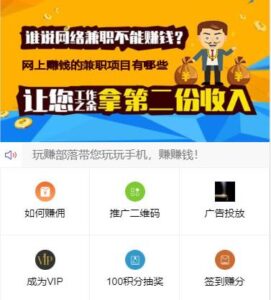 谁说网络兼职不能赚钱？
网上赚钱的兼职项目有哪些
让您工作之余拿第二份收入
玩赚部落带您玩玩手机，赚赚钱！
如何赚佣
推广二维码
广告投放
VIP
成为VIP
100积分抽奖
签到赚分